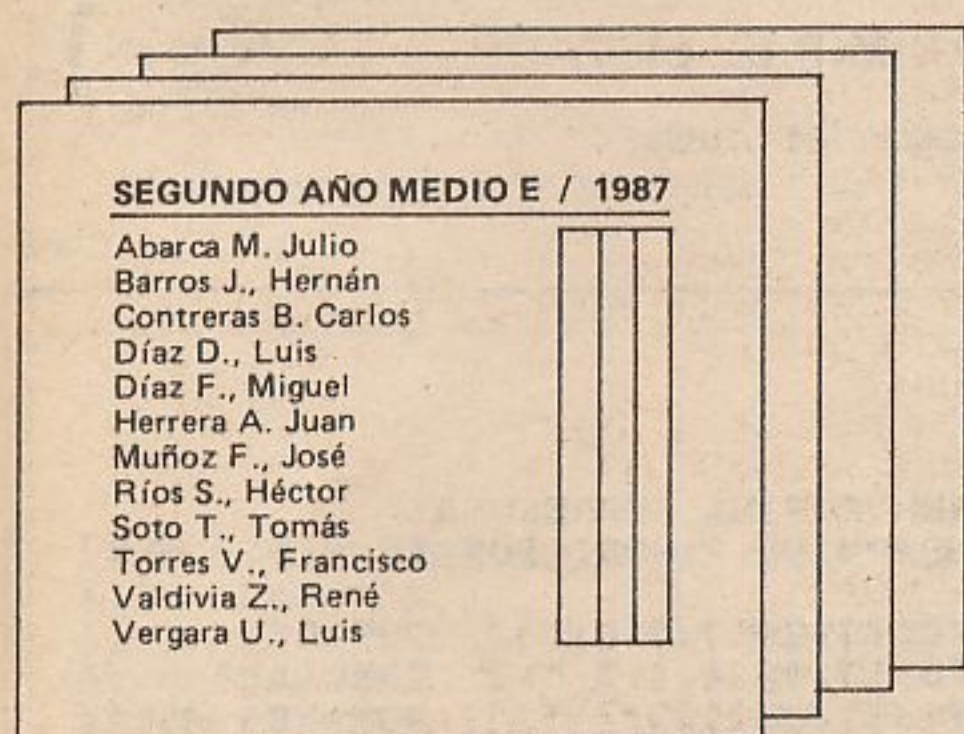 SEGUNDO AÑO MEDIO E / 1987
Abarca M. Julio
Barros J., Hernán
Contreras B. Carlos
Díaz D., Luis
Díaz F., Miguel
Herrera A. Juan
Muñoz F., José
Ríos S., Héctor
Soto T., Tomás
Torres V., Francisco
Valdivia Z., René
Vergara U., Luis